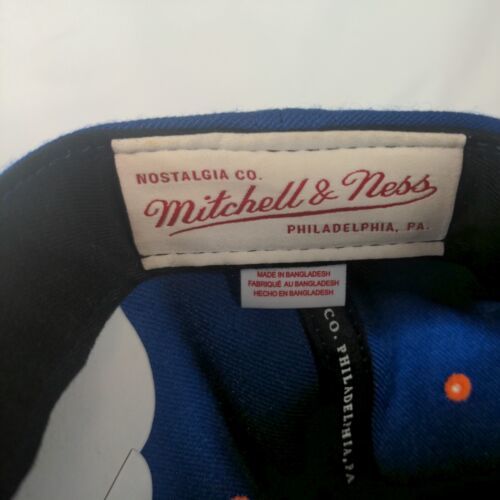 NOSTALGIA CO.
Mitchell & Ness
PHILADELPHIA, PA.
MADE IN BANGLADESH
FABRIQUÉ AU BANGLADESH
HECHO EN BANGLADESH
CO. PHILADELPHIA, PA